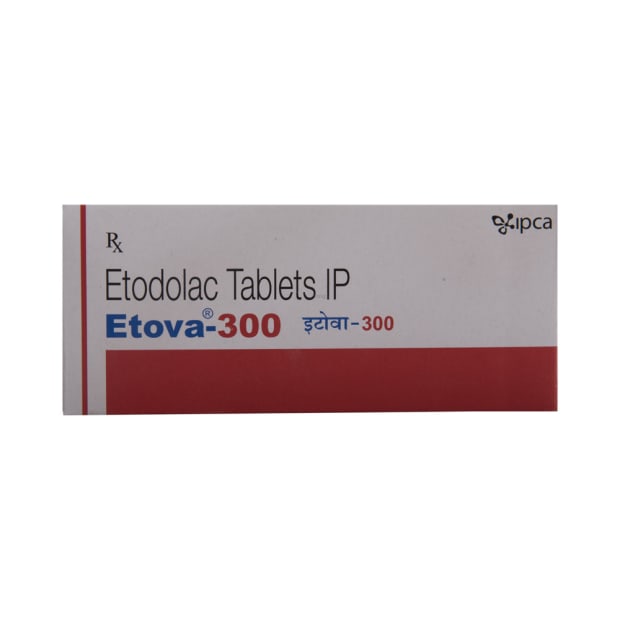 ipca
Rx
Etodolac Tablets IP
Etova®-300 इटोवा-300